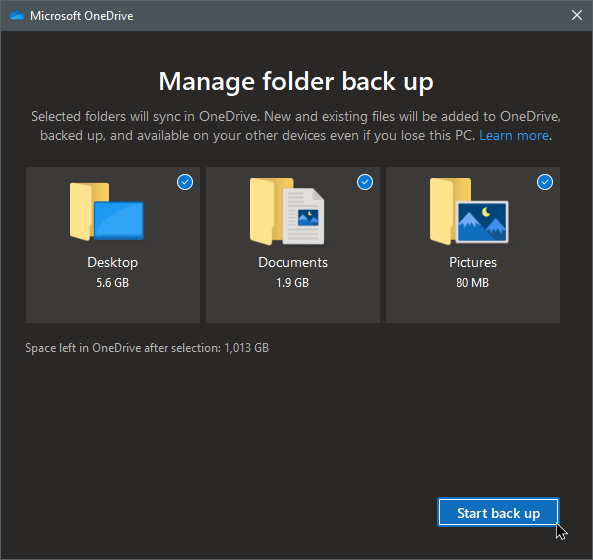 Microsoft OneDrive
Manage folder back up
Selected folders will sync in OneDrive. New and existing files will be added to OneDrive,
backed up, and available on your other devices even if you lose this PC. Learn more.
Desktop
5.6 GB
Documents
1.9 GB
Pictures
80 MB
Space left in OneDrive after selection: 1,013 GB
Start back up